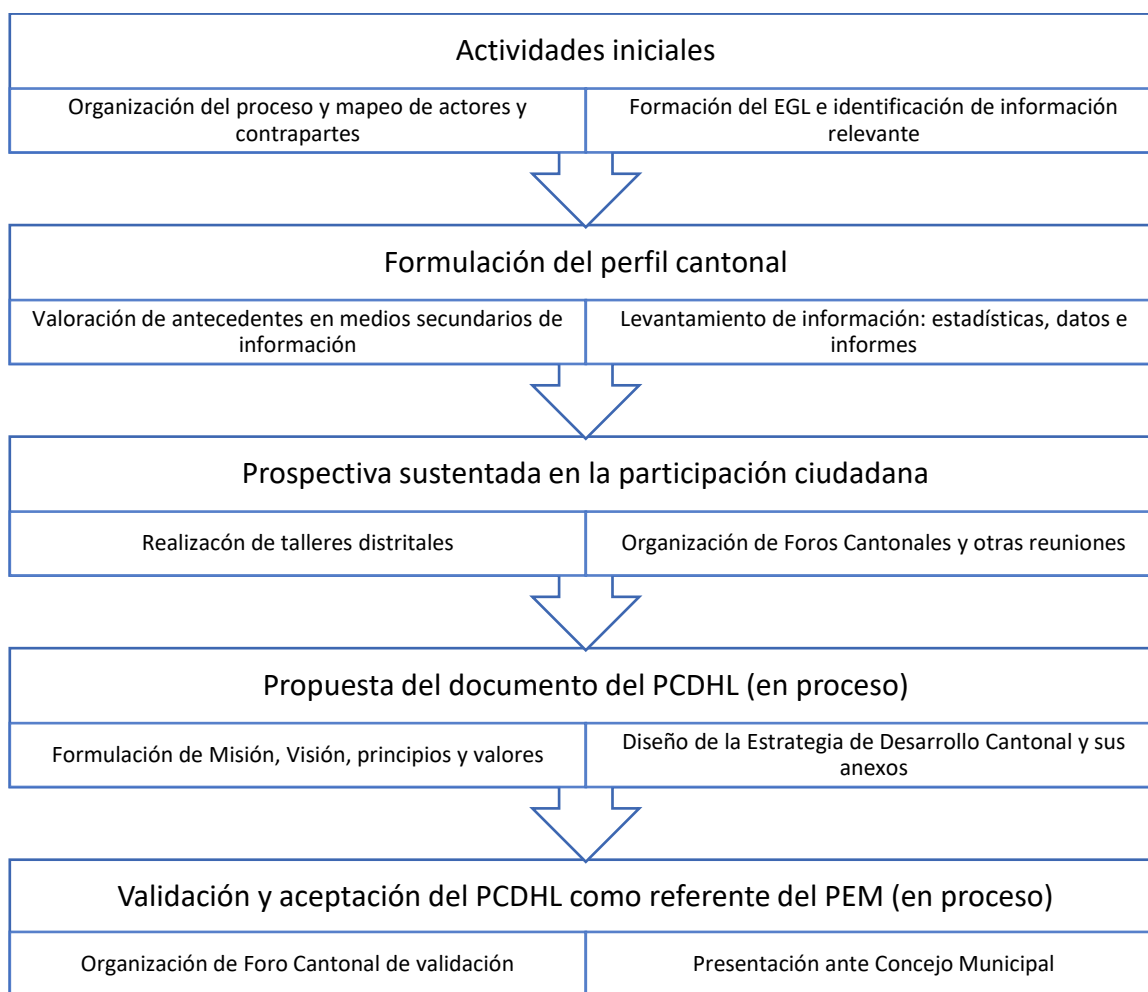 Actividades iniciales
Organización del proceso y mapeo de actores y
contrapartes
Formación del EGL e identificación de información
relevante
Formulación del perfil cantonal
Valoración de antecedentes en medios secundarios de
información
Levantamiento de información: estadísticas, datos e
informes
Prospectiva sustentada en la participación ciudadana
Realizacón de talleres distritales
Organización de Foros Cantonales y otras reuniones
Propuesta del documento del PCDHL (en proceso)
Formulación de Misión, Visión, principios y valores
Diseño de la Estrategia de Desarrollo Cantonal y sus
anexos
Validación y aceptación del PCDHL como referente del PEM (en proceso)
Organización de Foro Cantonal de validación
Presentación ante Concejo Municipal